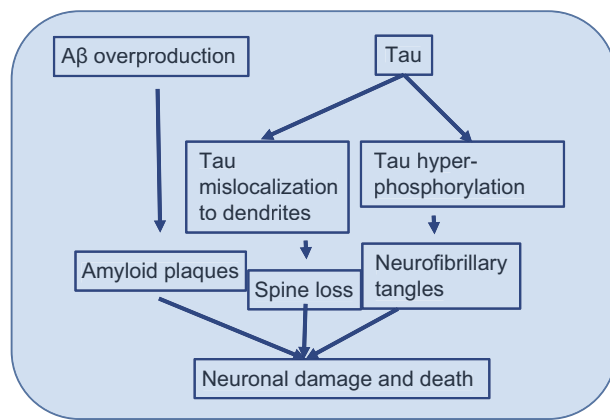 Aβ overproduction
Tau
Tau
mislocalization
to dendrites
Tau hyper-
phosphorylation
Amyloid plaques
Spine loss
Neurofibrillary
tangles
Neuronal damage and death